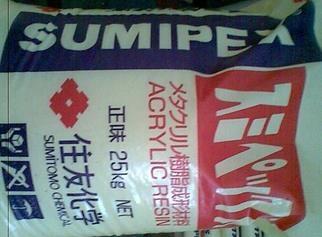 SUMIPEX
スミペックス
メタクリル樹脂成形材料
ACRYLIC RESIN
正味 25kg NET
住友化学
SUMITOMO CHEMICAL